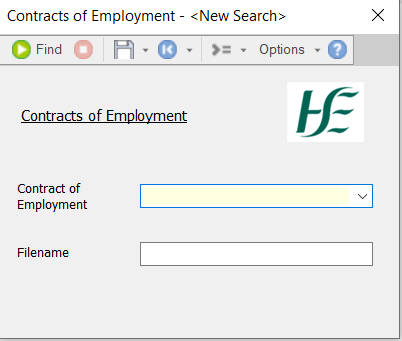 Contracts of Employment - <New Search>
Find Options ?
Contracts of Employment
HSE
Contract of
Employment
Filename